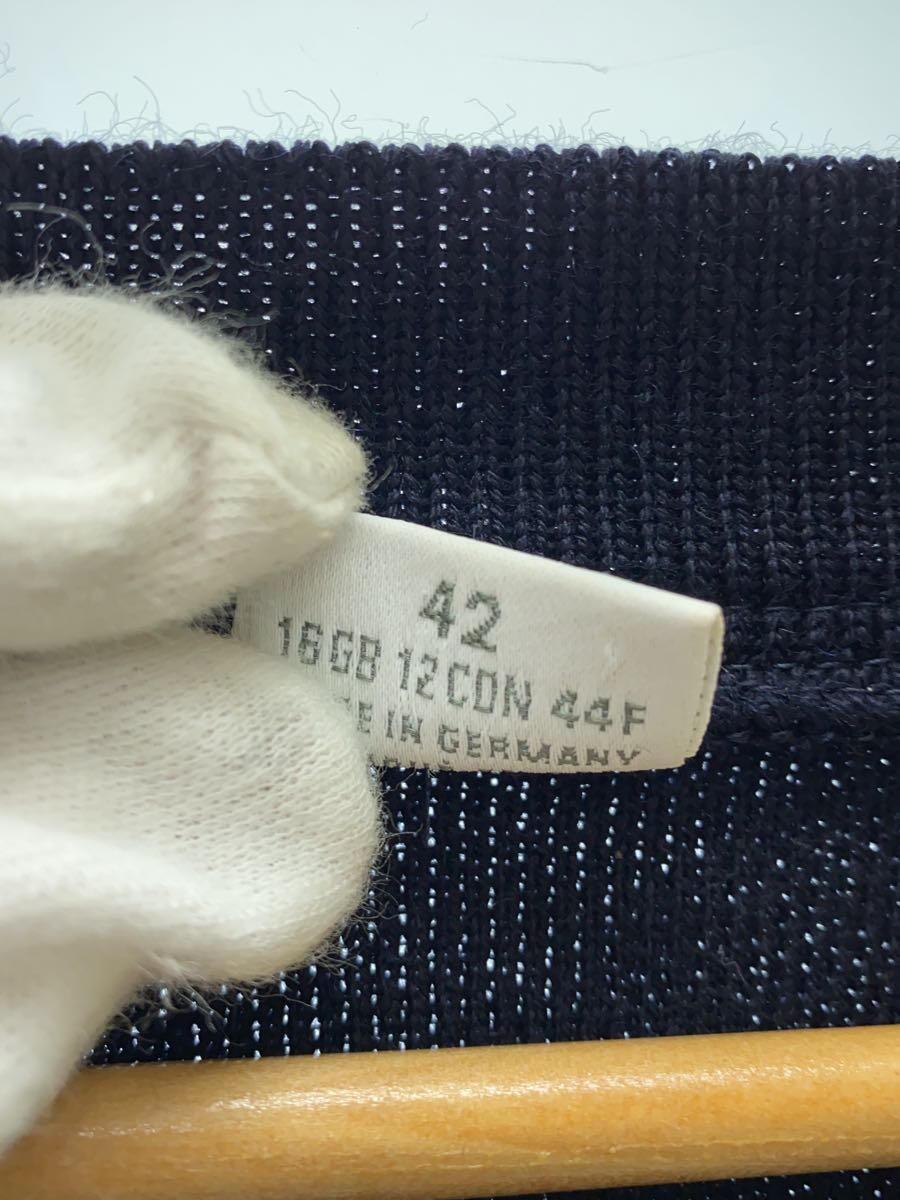 42
16GB 12CDN 44F
E IN GERMANY